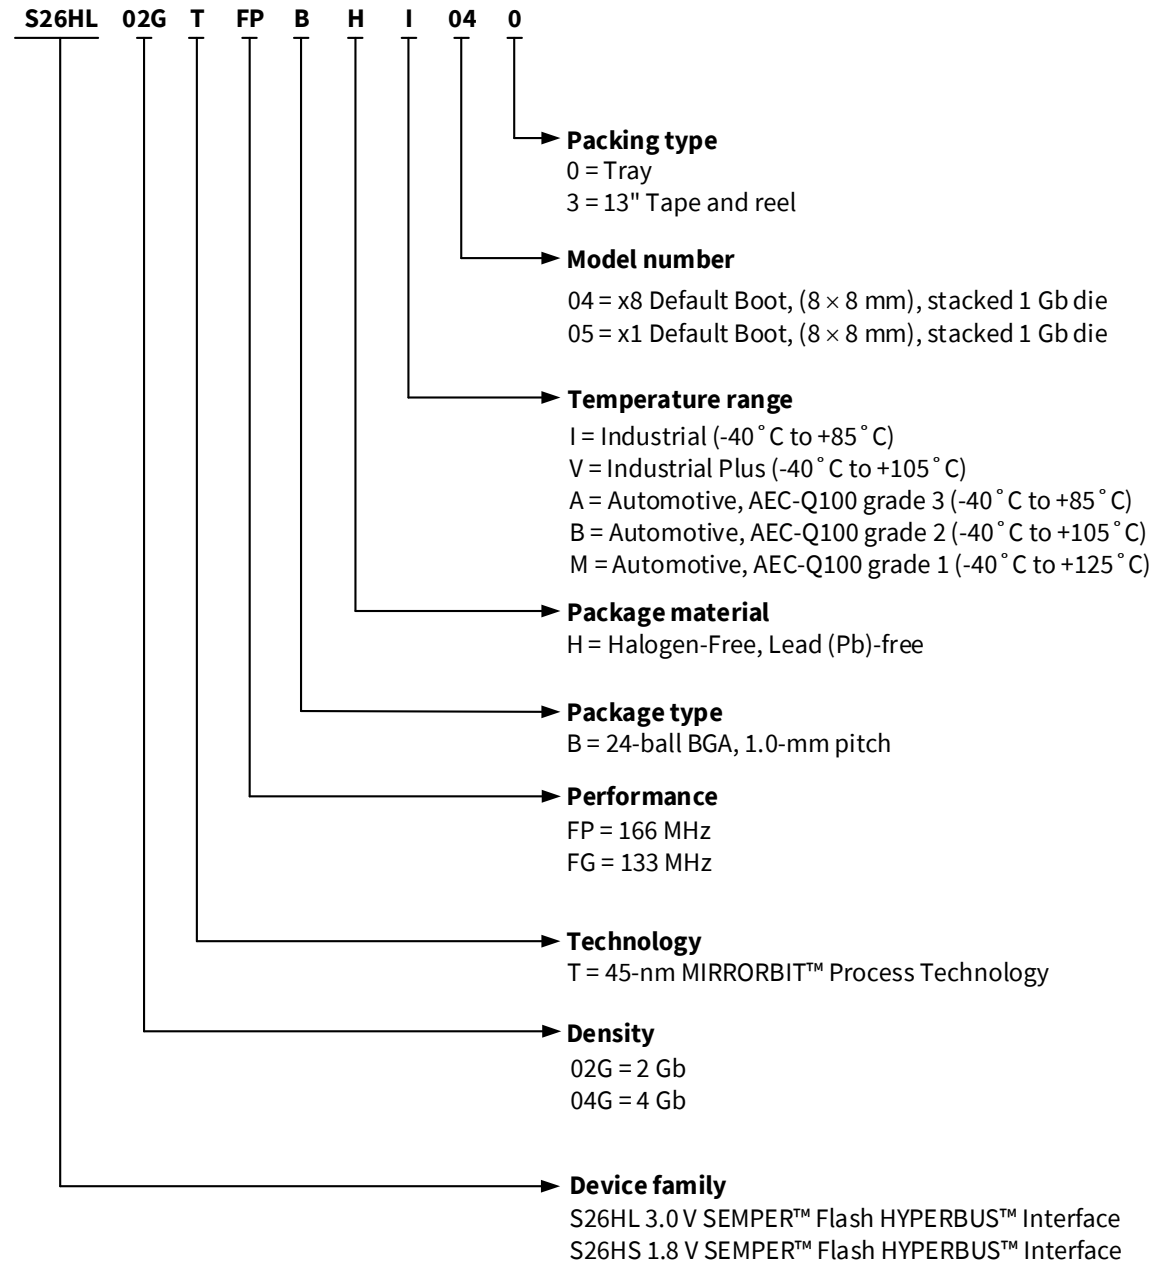 S26HL 02G T FP B H I 04 0
Packing type
0 = Tray
3 = 13" Tape and reel
Model number
04 = x8 Default Boot, (8 × 8 mm), stacked 1 Gb die
05 = x1 Default Boot, (8 × 8 mm), stacked 1 Gb die
Temperature range
I = Industrial (-40˚C to +85˚C)
V = Industrial Plus (-40˚C to +105˚C)
A = Automotive, AEC-Q100 grade 3 (-40˚C to +85˚C)
B = Automotive, AEC-Q100 grade 2 (-40˚C to +105˚C)
M = Automotive, AEC-Q100 grade 1 (-40˚C to +125˚C)
Package material
H = Halogen-Free, Lead (Pb)-free
Package type
B = 24-ball BGA, 1.0-mm pitch
Performance
FP = 166 MHz
FG = 133 MHz
Technology
T = 45-nm MIRRORBIT™ Process Technology
Density
02G = 2 Gb
04G = 4 Gb
Device family
S26HL 3.0 V SEMPER™ Flash HYPERBUS™ Interface
S26HS 1.8 V SEMPER™ Flash HYPERBUS™ Interface